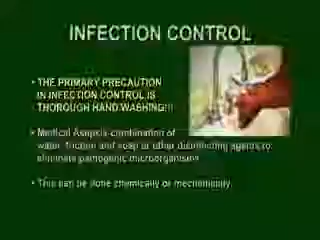 INFECTION CONTROL
• THE PRIMARY PRECAUTION
IN INFECTION CONTROL IS
THOROUGH HAND WASHING!!!
• Medical Asepsis-combination of
water, friction and soap or other disinfecting agents to
eliminate pathogenic microorganisms
• This can be done chemically or mechanically.